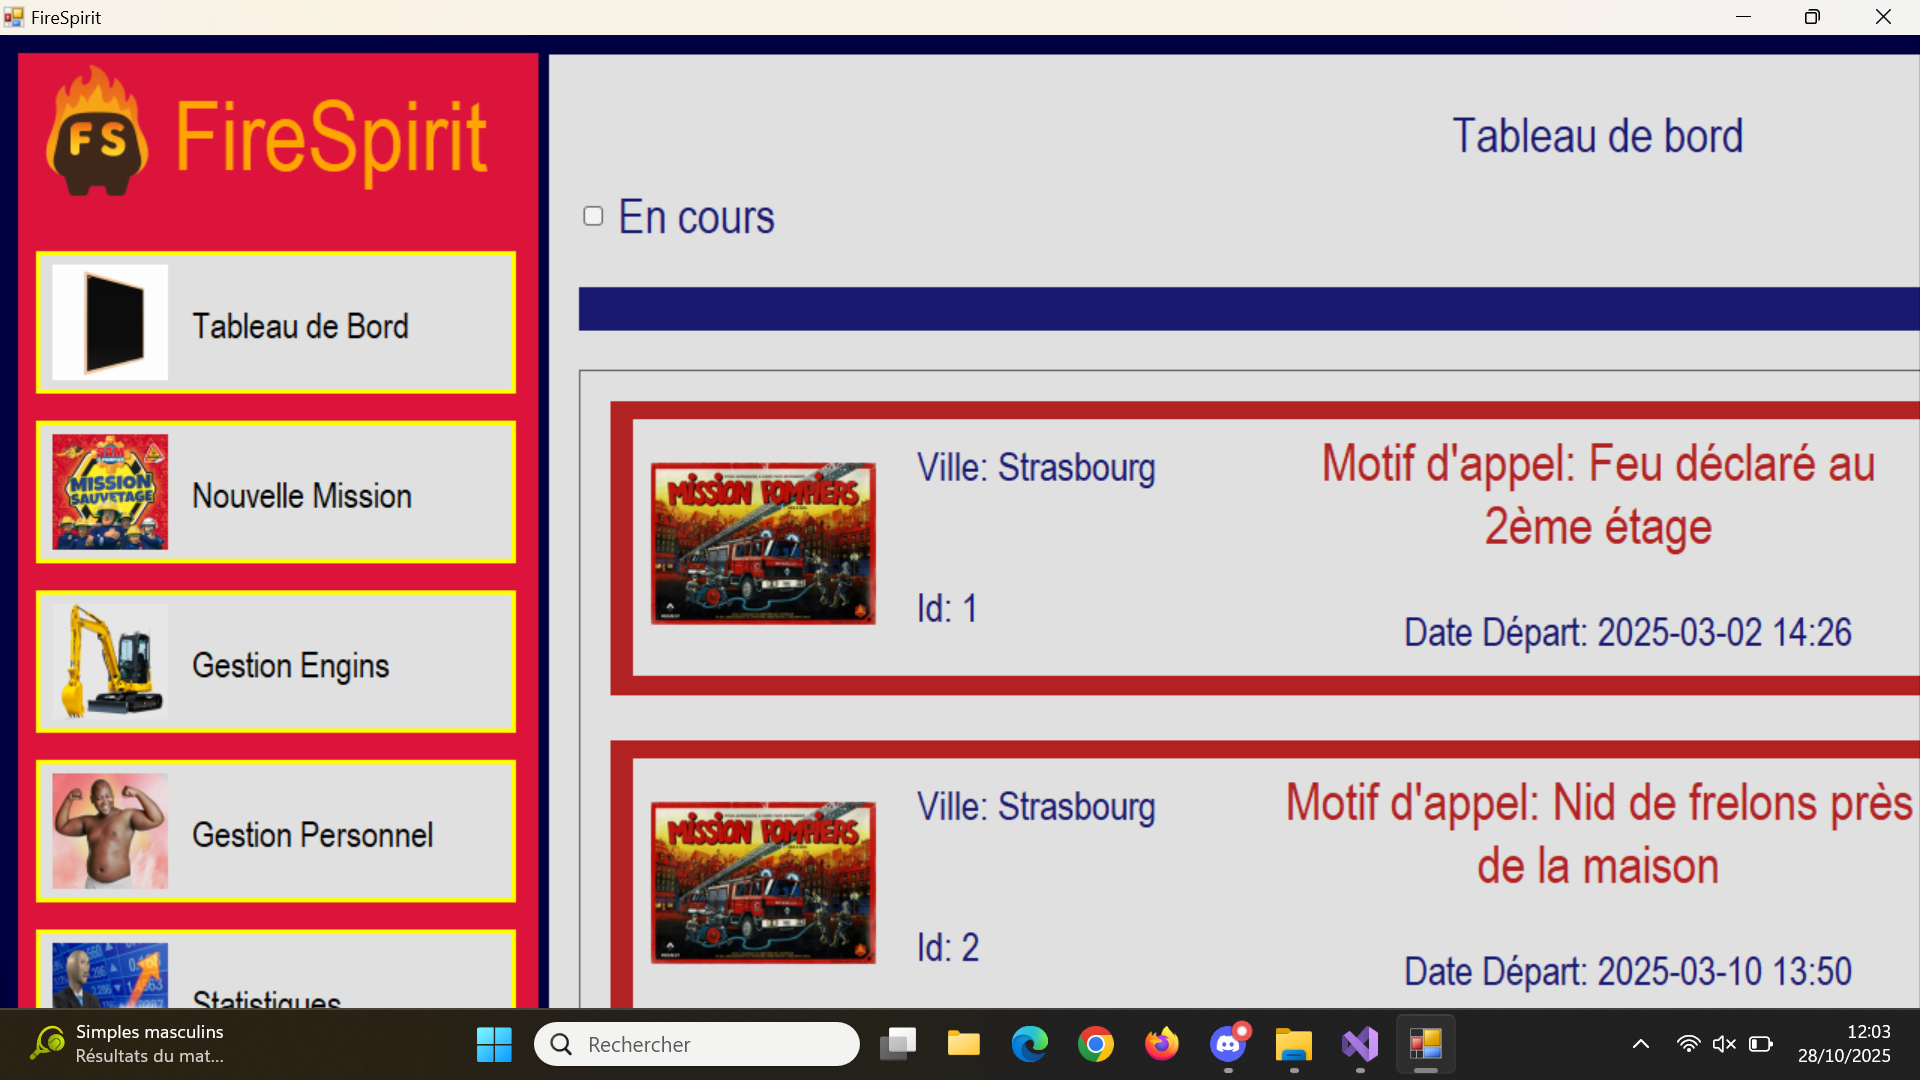 FireSpirit
FS
FireSpirit
Tableau de bord
En cours
Tableau de Bord
SAM
MISSION
SAUVETAGE
Nouvelle Mission
Gestion Engins
Gestion Personnel
Statistiques
MISSION POMPIERS
Ville: Strasbourg
Id: 1
Motif d'appel: Feu déclaré au
2ème étage
Date Départ: 2025-03-02 14:26
MISSION POMPIERS
Ville: Strasbourg
Id: 2
Motif d'appel: Nid de frelons près
de la maison
Date Départ: 2025-03-10 13:50
Simples masculins
Résultats du mat...
Rechercher
12:03
28/10/2025